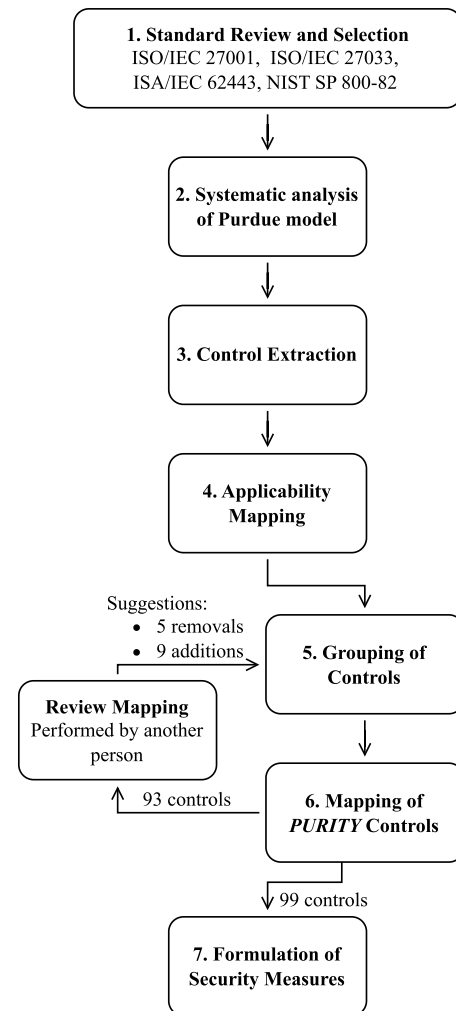 1. Standard Review and Selection
ISO/IEC 27001, ISO/IEC 27033,
ISA/IEC 62443, NIST SP 800-82
2. Systematic analysis
of Purdue model
3. Control Extraction
4. Applicability
Mapping
Suggestions:
• 5 removals
• 9 additions
5. Grouping of
Controls
Review Mapping
Performed by another
person
93 controls
6. Mapping of
PURITY Controls
99 controls
7. Formulation of
Security Measures